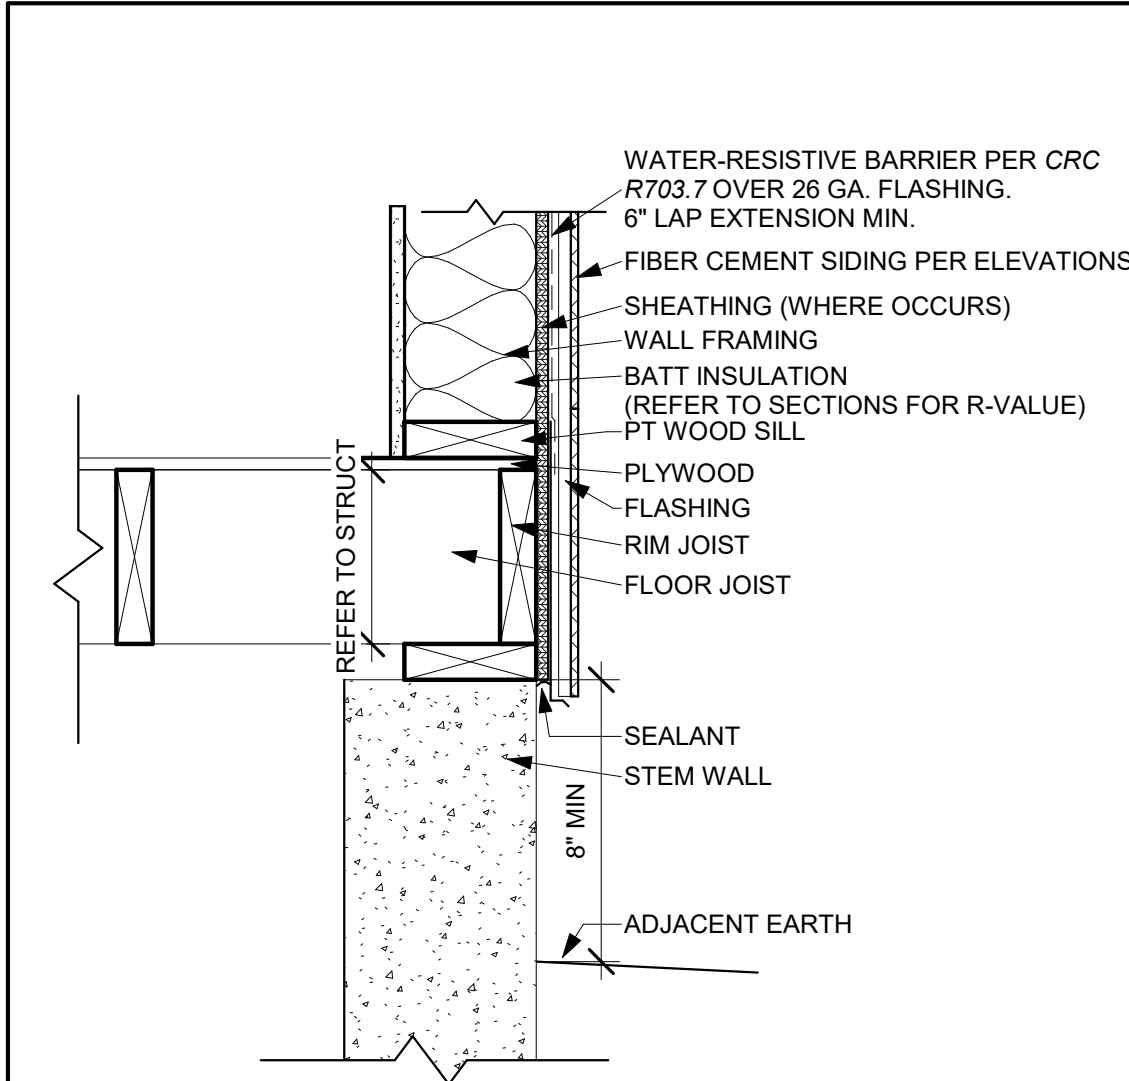 WATER-RESISTIVE BARRIER PER CRC
R703.7 OVER 26 GA. FLASHING.
6" LAP EXTENSION MIN.
FIBER CEMENT SIDING PER ELEVATIONS
SHEATHING (WHERE OCCURS)
WALL FRAMING
BATT INSULATION
(REFER TO SECTIONS FOR R-VALUE)
PT WOOD SILL
PLYWOOD
FLASHING
RIM JOIST
FLOOR JOIST
REFER TO STRUCT
SEALANT
STEM WALL
8" MIN
ADJACENT EARTH